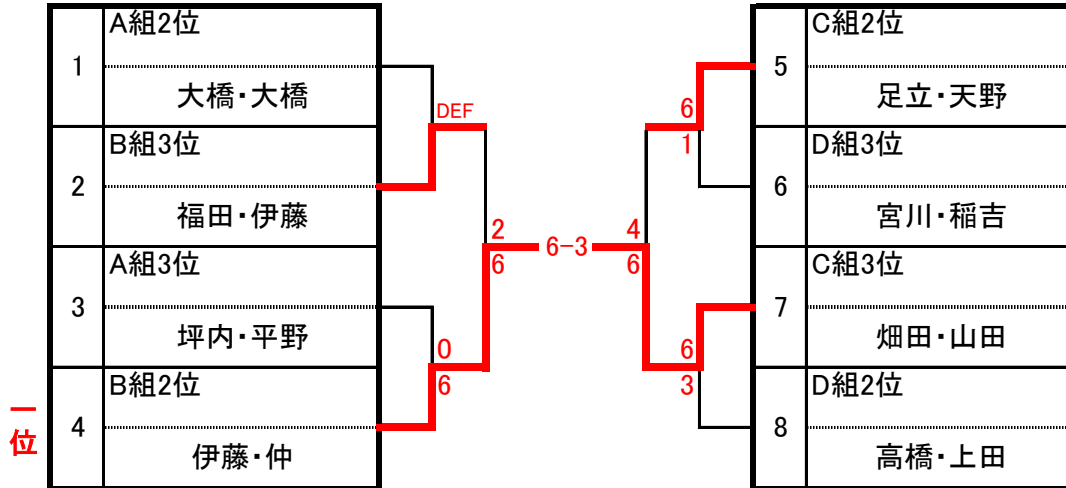 A組2位
1
大橋・大橋
DEF
B組3位
2
福田・伊藤
2
6
A組3位
3
坪内・平野
0
6
B組2位
4
伊藤・仲
一位
6-3
C組2位
5
足立・天野
6
1
D組3位
6
宮川・稲吉
4
6
C組3位
7
畑田・山田
6
3
D組2位
8
高橋・上田